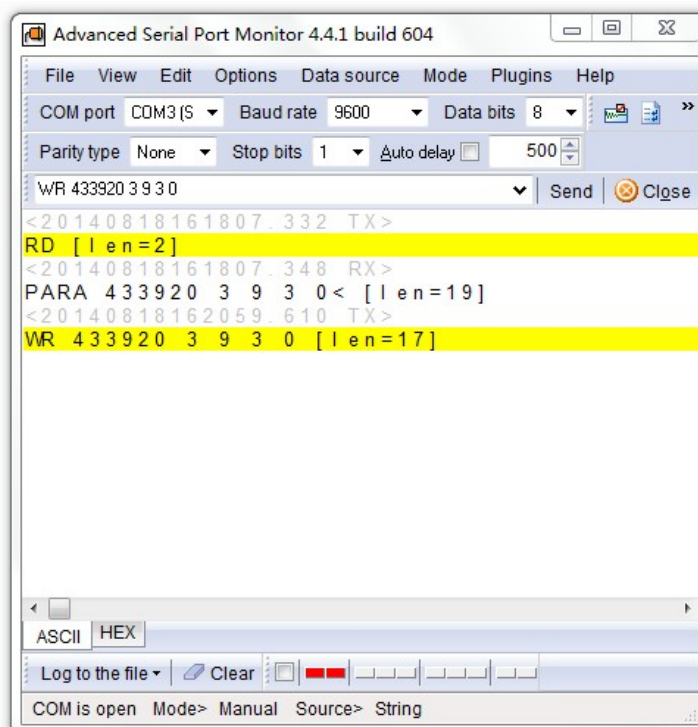 Advanced Serial Port Monitor 4.4.1 build 604
File View Edit Options Data source Mode Plugins Help
COM port COM3 (S Baud rate 9600 Data bits 8 »
Parity type None Stop bits 1 Auto delay 500
WR 433920 3 9 3 0 Send Close
<20140818161807.332 TX>
RD [len=2]
<20140818161807.348 RX>
PARA 433920 3 9 3 0< [len=19]
<20140818162059.610 TX>
WR 433920 3 9 3 0 [len=17]
ASCII HEX
Log to the file Clear
COM is open Mode> Manual Source> String